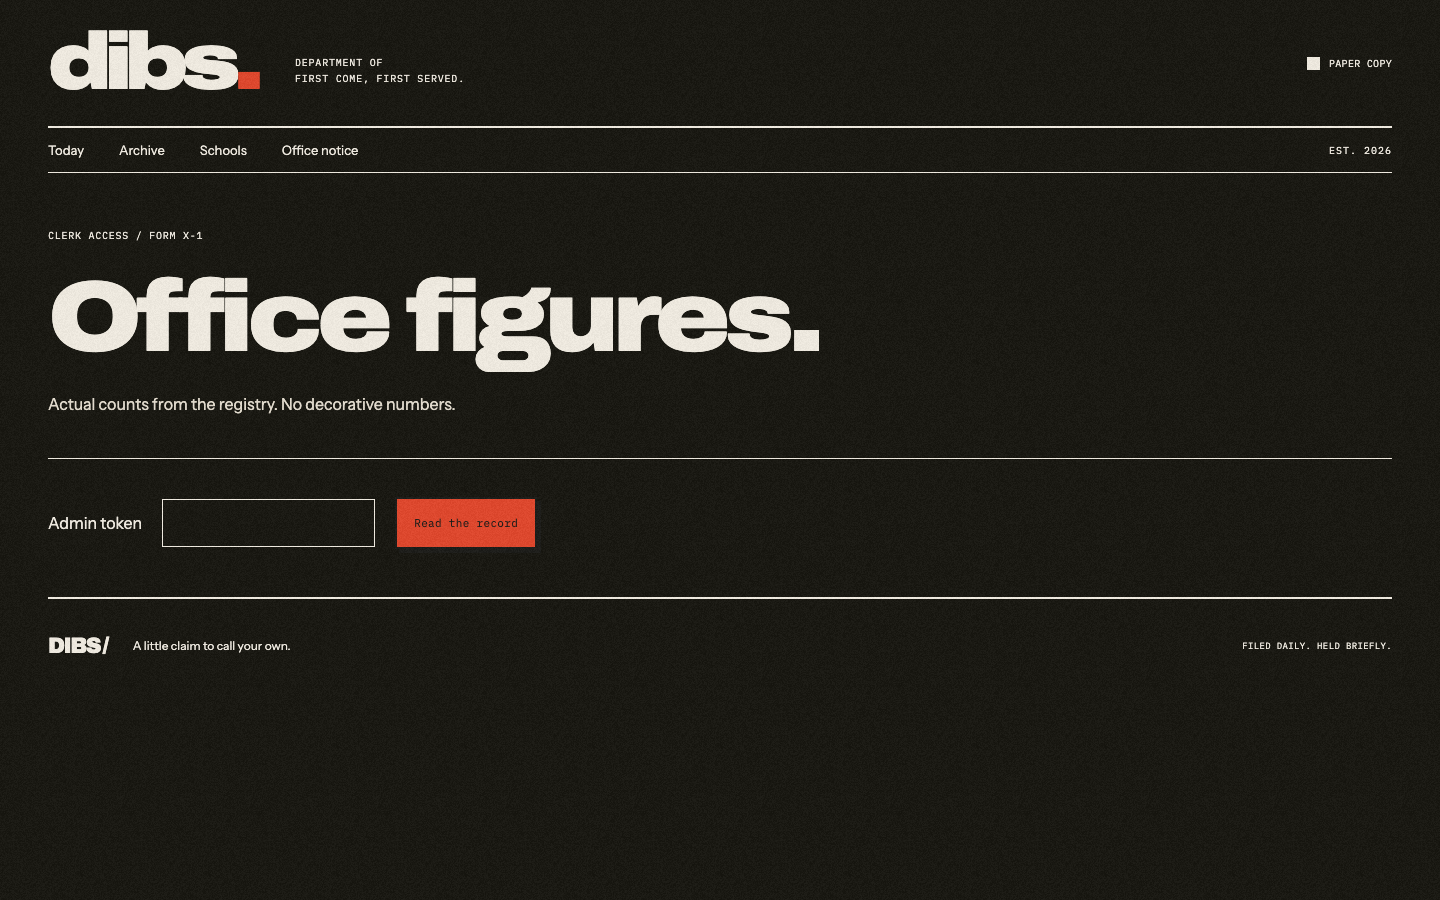 dibs.
DEPARTMENT OF
FIRST COME, FIRST SERVED.
PAPER COPY
Today
Archive
Schools
Office notice
EST. 2026
CLERK ACCESS / FORM X-1
Office figures.
Actual counts from the registry. No decorative numbers.
Admin token
Read the record
DIBS/
A little claim to call your own.
FILED DAILY. HELD BRIEFLY.